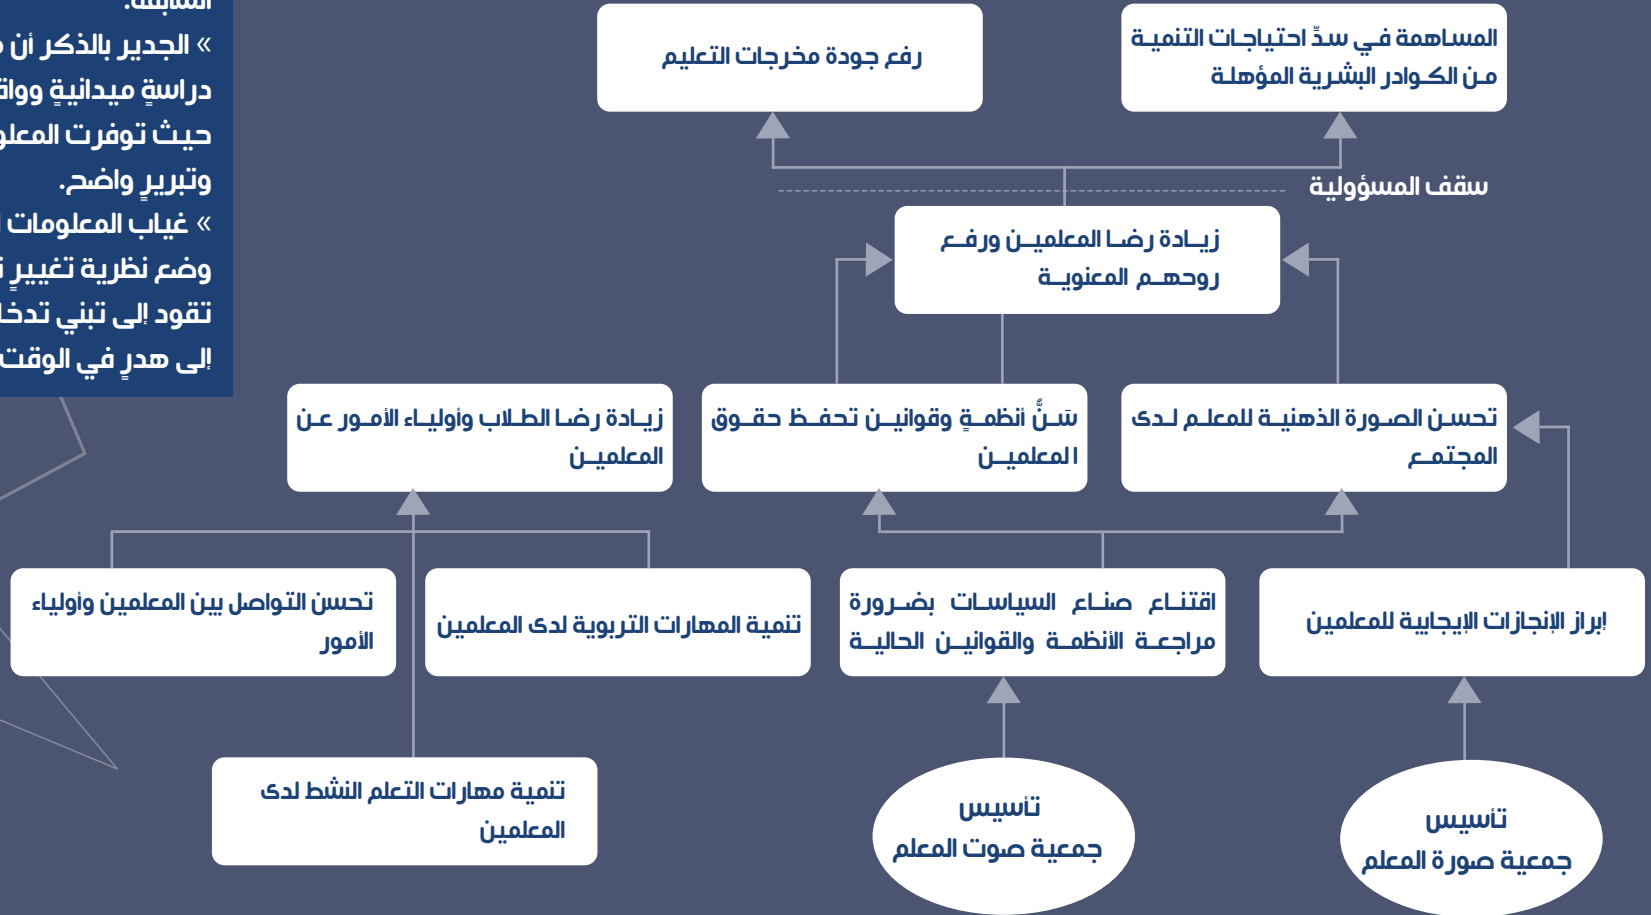 السابقة.
» الجدير بالذكر أن
دراسةٍ ميدانيةٍ
حيث توفرت
وتبريرٍ واضح.
» غياب المعلومات
وضع نظرية تغييرٍ
تقود إلى تبني
إلى هدرٍ في الوقت
المساهمة في سدِّ احتياجات التنمية
من الكوادر البشرية المؤهلة
رفع جودة مخرجات التعليم
سقف المسؤولية
زيادة رضا المعلمين ورفع
روحهم المعنوية
تحسن الصورة الذهنية للمعلم لدى
المجتمع
سَنُّ أنظمةٍ وقوانين تحفظ حقوق
المعلمين
زيادة رضا الطلاب وأولياء الأمور عن
المعلمين
إبراز الإنجازات الإيجابية للمعلمين
اقتناع صناع السياسات بضرورة
مراجعة الأنظمة والقوانين الحالية
تنمية المهارات التربوية لدى المعلمين
تحسن التواصل بين المعلمين وأولياء
الأمور
تأسيس
جمعية صورة المعلم
تأسيس
جمعية صوت المعلم
تنمية مهارات التعلم النشط لدى
المعلمين